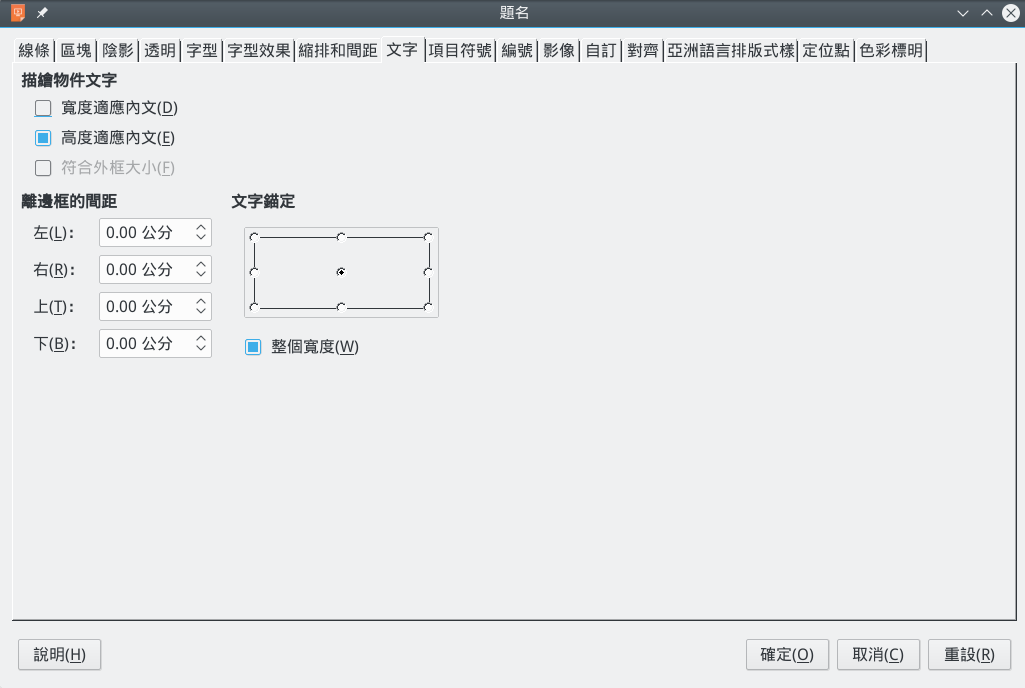 題名
線條 區塊 陰影 透明 字型 字型效果 縮排和間距 文字 項目符號 編號 影像 自訂 對齊 亞洲語言排版式樣 定位點 色彩標明
描繪物件文字
寬度適應內文(D)
高度適應內文(E)
符合外框大小(F)
離邊框的間距 文字錨定
左(L): 0.00 公分
右(R): 0.00 公分
上(T): 0.00 公分
下(B): 0.00 公分
整個寬度(W)
說明(H) 確定(O) 取消(C) 重設(R)